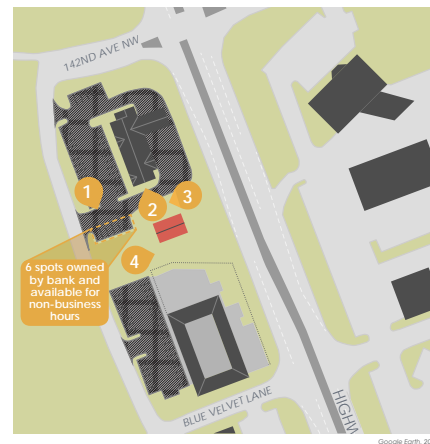 142ND AVE NW
1
2
3
4
6 spots owned
by bank and
available for
non-business
hours
BLUE VELVET LANE
HIGHW
Google Earth, 20